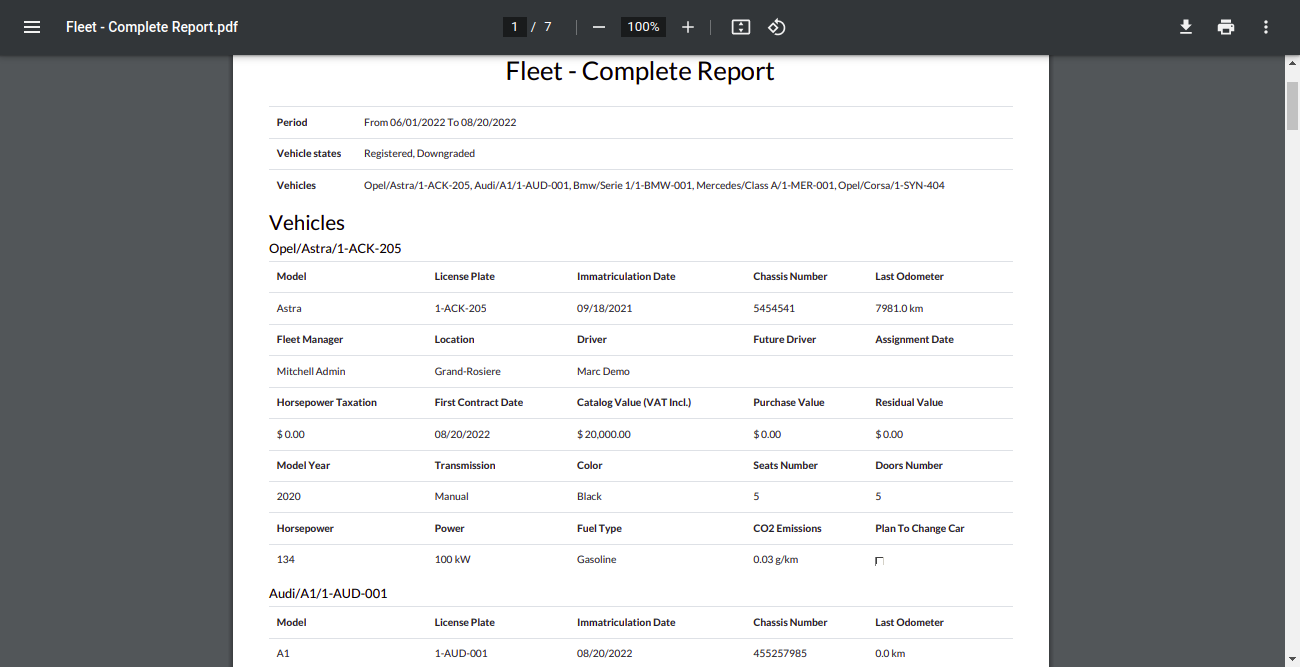 Fleet - Complete Report.pdf 1 / 7 100%
Fleet - Complete Report
Period From 06/01/2022 To 08/20/2022
Vehicle states Registered, Downgraded
Vehicles Opel/Astra/1-ACK-205, Audi/A1/1-AUD-001, Bmw/Serie 1/1-BMW-001, Mercedes/Class A/1-MER-001, Opel/Corsa/1-SYN-404
Vehicles
Opel/Astra/1-ACK-205
Model License Plate Immatriculation Date Chassis Number Last Odometer
Astra 1-ACK-205 09/18/2021 5454541 7981.0 km
Fleet Manager Location Driver Future Driver Assignment Date
Mitchell Admin Grand-Rosiere Marc Demo
Horsepower Taxation First Contract Date Catalog Value (VAT Incl.) Purchase Value Residual Value
$ 0.00 08/20/2022 $ 20,000.00 $ 0.00 $ 0.00
Model Year Transmission Color Seats Number Doors Number
2020 Manual Black 5 5
Horsepower Power Fuel Type CO2 Emissions Plan To Change Car
134 100 kW Gasoline 0.03 g/km
Audi/A1/1-AUD-001
Model License Plate Immatriculation Date Chassis Number Last Odometer
A1 1-AUD-001 08/20/2022 455257985 0.0 km